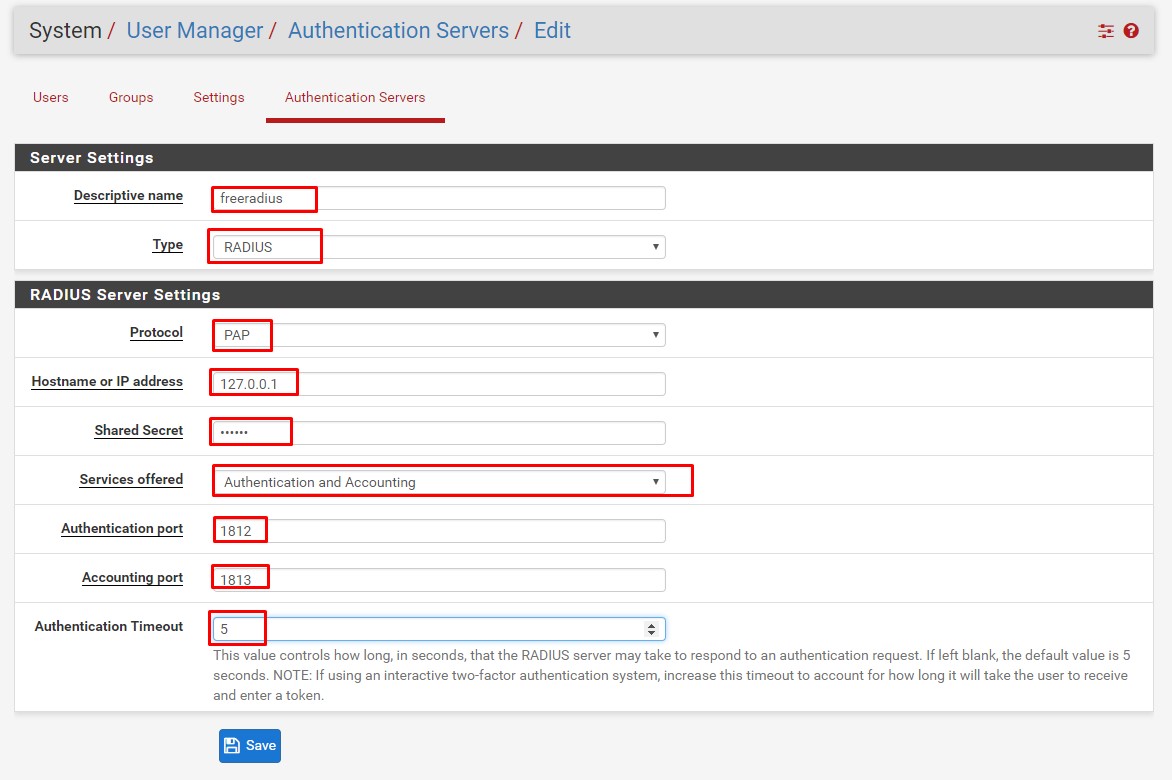 System / User Manager / Authentication Servers / Edit
Users Groups Settings Authentication Servers
Server Settings
Descriptive name freeradius
Type RADIUS
RADIUS Server Settings
Protocol PAP
Hostname or IP address 127.0.0.1
Shared Secret ••••••
Services offered Authentication and Accounting
Authentication port 1812
Accounting port 1813
Authentication Timeout 5
This value controls how long, in seconds, that the RADIUS server may take to respond to an authentication request. If left blank, the default value is 5
seconds. NOTE: If using an interactive two-factor authentication system, increase this timeout to account for how long it will take the user to receive
and enter a token.
Save